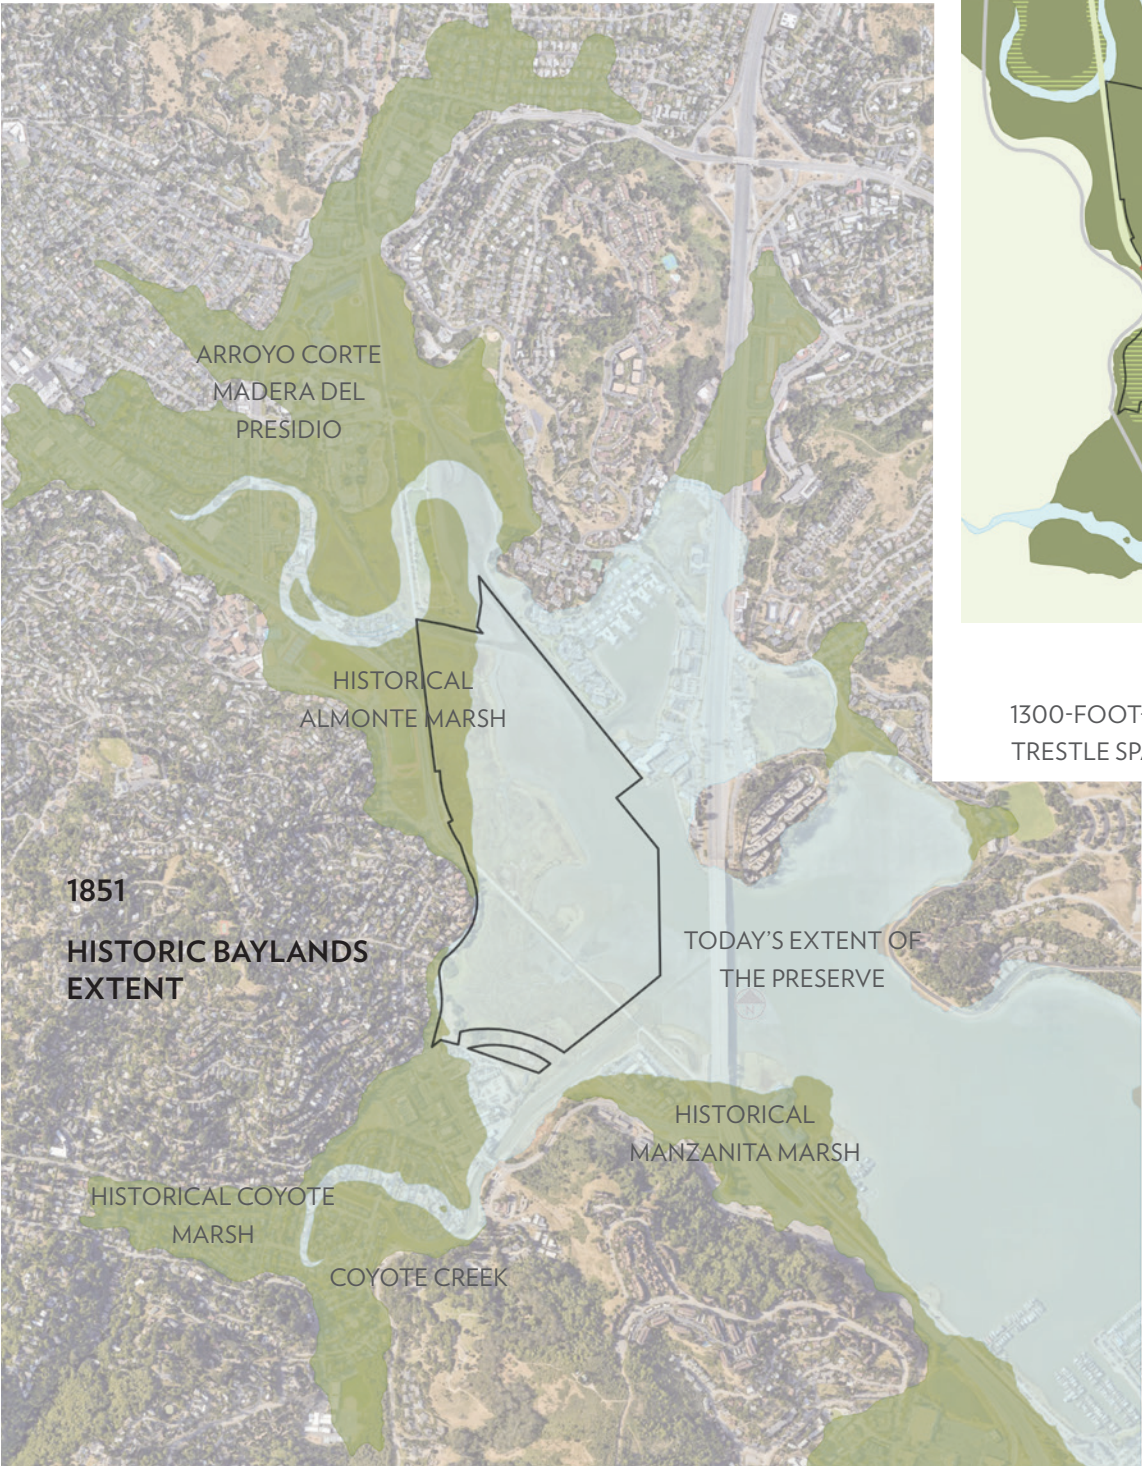 ARROYO CORTE
MADERA DEL
PRESIDIO
HISTORICAL
ALMONTE MARSH
1300-FOOT-
TRESTLE SPA
1851
HISTORIC BAYLANDS
EXTENT
TODAY'S EXTENT OF
THE PRESERVE
N
HISTORICAL
MANZANITA MARSH
HISTORICAL COYOTE
MARSH
COYOTE CREEK